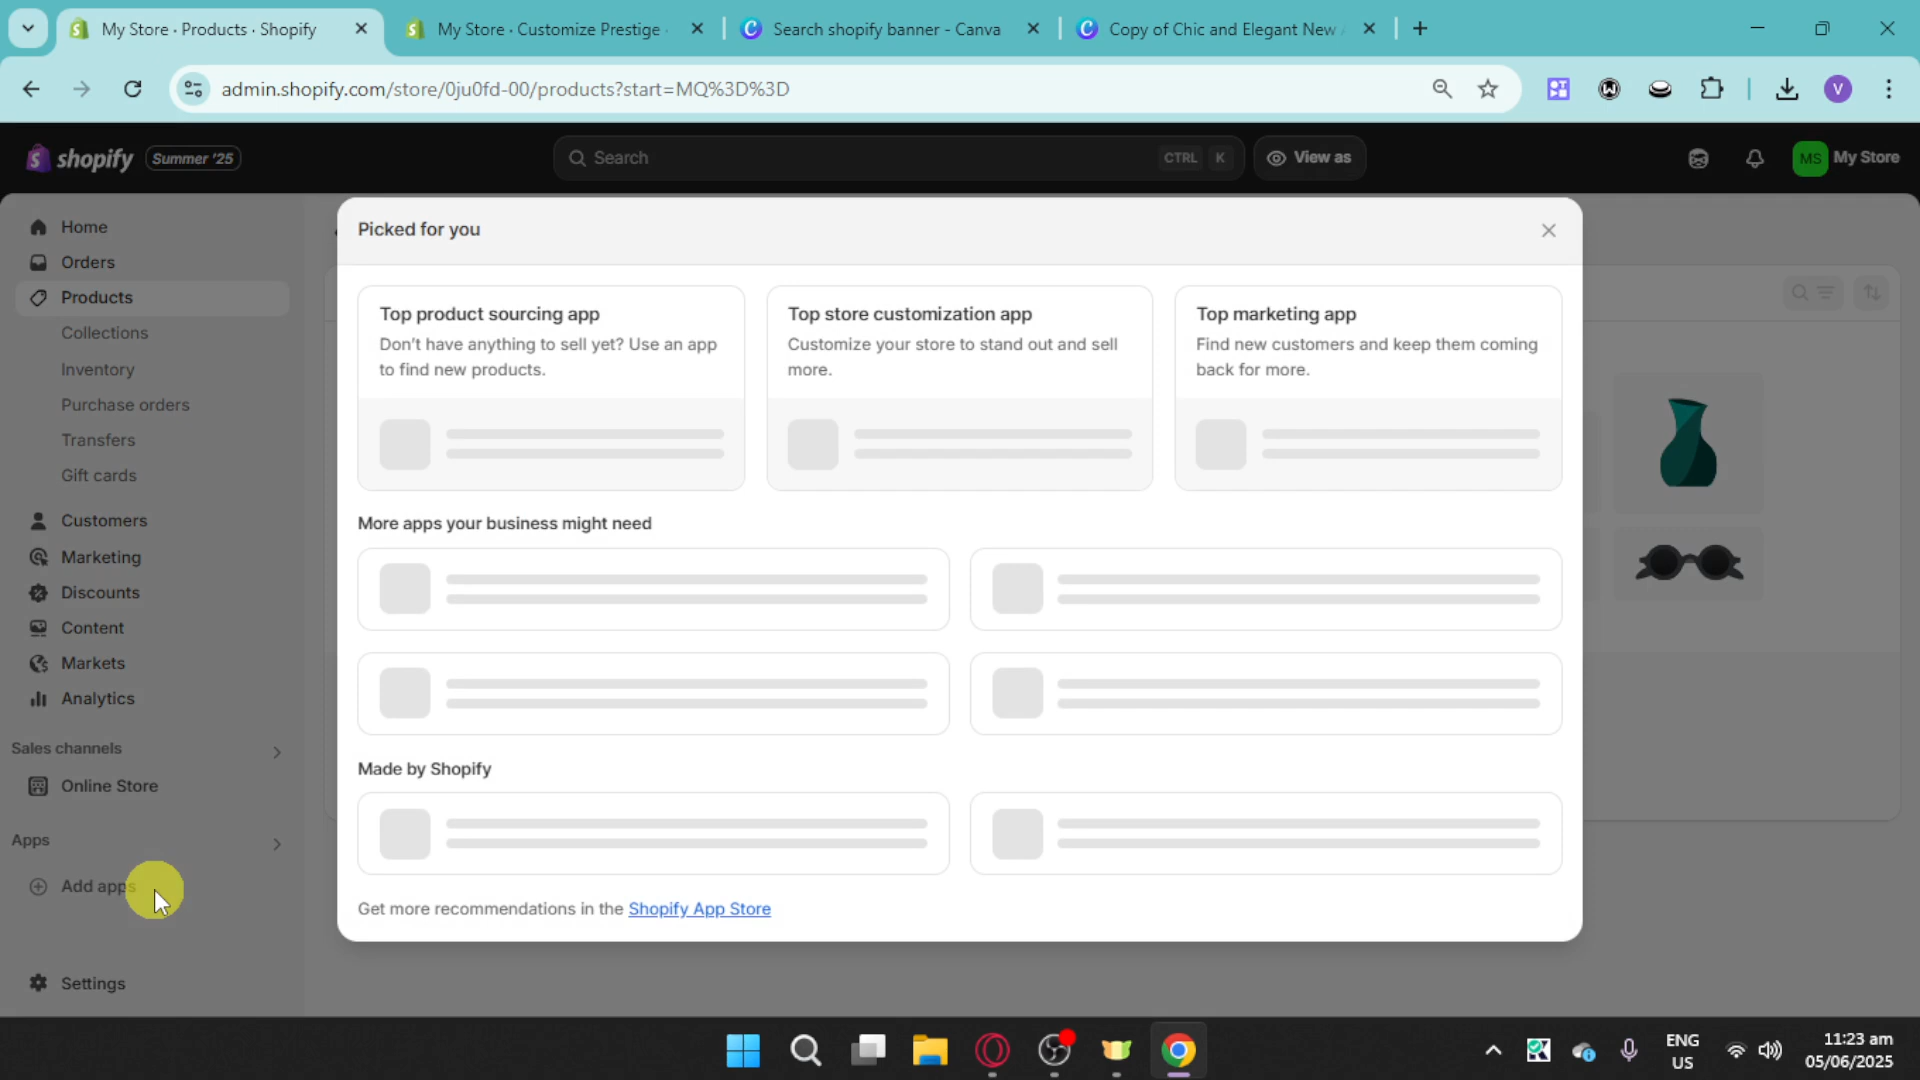 My Store · Products · Shopify
My Store · Customize Prestige ·
Search shopify banner - Canva
Copy of Chic and Elegant New
admin.shopify.com/store/0ju0fd-00/products?start=MQ%3D%3D
V
shopify
Summer '25
Search
CTRL K
View as
MS
My Store
Home
Orders
Products
Collections
Inventory
Purchase orders
Transfers
Gift cards
Customers
Marketing
Discounts
Content
Markets
Analytics
Sales channels
Online Store
Apps
Add apps
Settings
Picked for you
Top product sourcing app
Don't have anything to sell yet? Use an app
to find new products.
Top store customization app
Customize your store to stand out and sell
more.
Top marketing app
Find new customers and keep them coming
back for more.
More apps your business might need
Made by Shopify
Get more recommendations in the Shopify App Store
ENG
US
11:23 am
05/06/2025